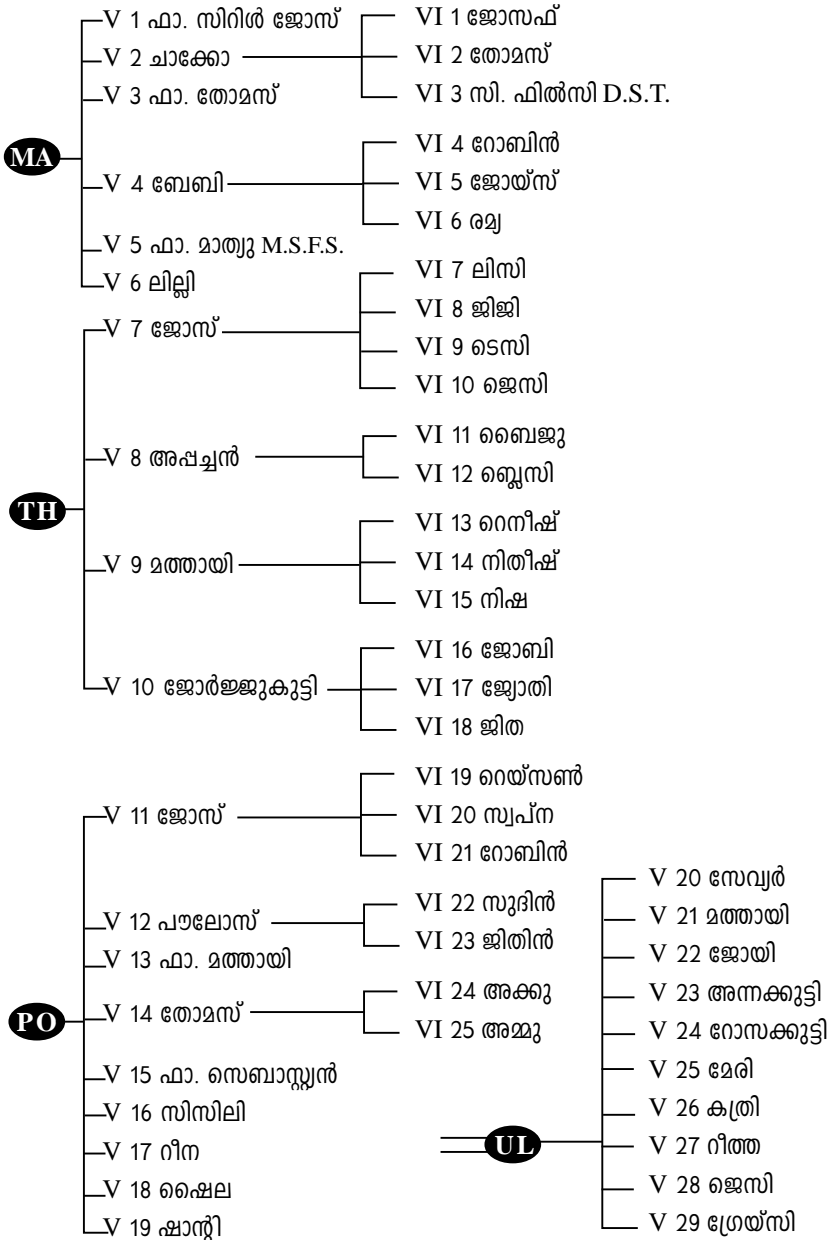 MA
V 1 ഫാ. സിറിൾ ജോസ്
V 2 ചാക്കോ
VI 1 ജോസഫ്
VI 2 തോമസ്
VI 3 സി. ഫിൽസി D.S.T.
V 3 ഫാ. തോമസ്
V 4 ബേബി
VI 4 റോബിൻ
VI 5 ജോയ്സ്
VI 6 രമ്യ
V 5 ഫാ. മാത്യു M.S.F.S.
V 6 ലില്ലി
TH
V 7 ജോസ്
VI 7 ലിസി
VI 8 ജിജി
VI 9 ടെസി
VI 10 ജെസി
V 8 അപ്പച്ചൻ
VI 11 ബൈജു
VI 12 ബ്ലെസി
V 9 മത്തായി
VI 13 റെനീഷ്
VI 14 നിതീഷ്
VI 15 നിഷ
V 10 ജോർജ്ജുകുട്ടി
VI 16 ജോബി
VI 17 ജ്യോതി
VI 18 ജിത
PO
V 11 ജോസ്
VI 19 റെയ്സൺ
VI 20 സ്വപ്ന
VI 21 റോബിൻ
V 12 പൗലോസ്
VI 22 സുദിൻ
VI 23 ജിതിൻ
V 13 ഫാ. മത്തായി
V 14 തോമസ്
VI 24 അക്കു
VI 25 അമ്മു
V 15 ഫാ. സെബാസ്റ്റ്യൻ
V 16 സിസിലി
V 17 റീന
V 18 ഷൈല
V 19 ഷാന്റി
UL
V 20 സേവ്യർ
V 21 മത്തായി
V 22 ജോയി
V 23 അന്നക്കുട്ടി
V 24 റോസക്കുട്ടി
V 25 മേരി
V 26 കത്രി
V 27 റീത്ത
V 28 ജെസി
V 29 ഗ്രേയ്സി